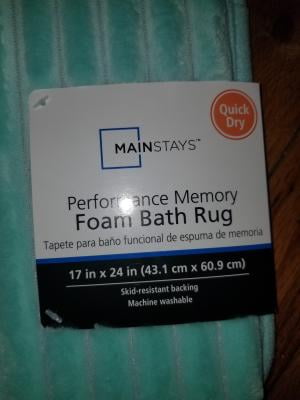 Quick
Dry
MAINSTAYS™
Performance Memory
Foam Bath Rug
Tapete para baño funcional de espuma de memoria
17 in x 24 in (43.1 cm x 60.9 cm)
Skid-resistant backing
Machine washable